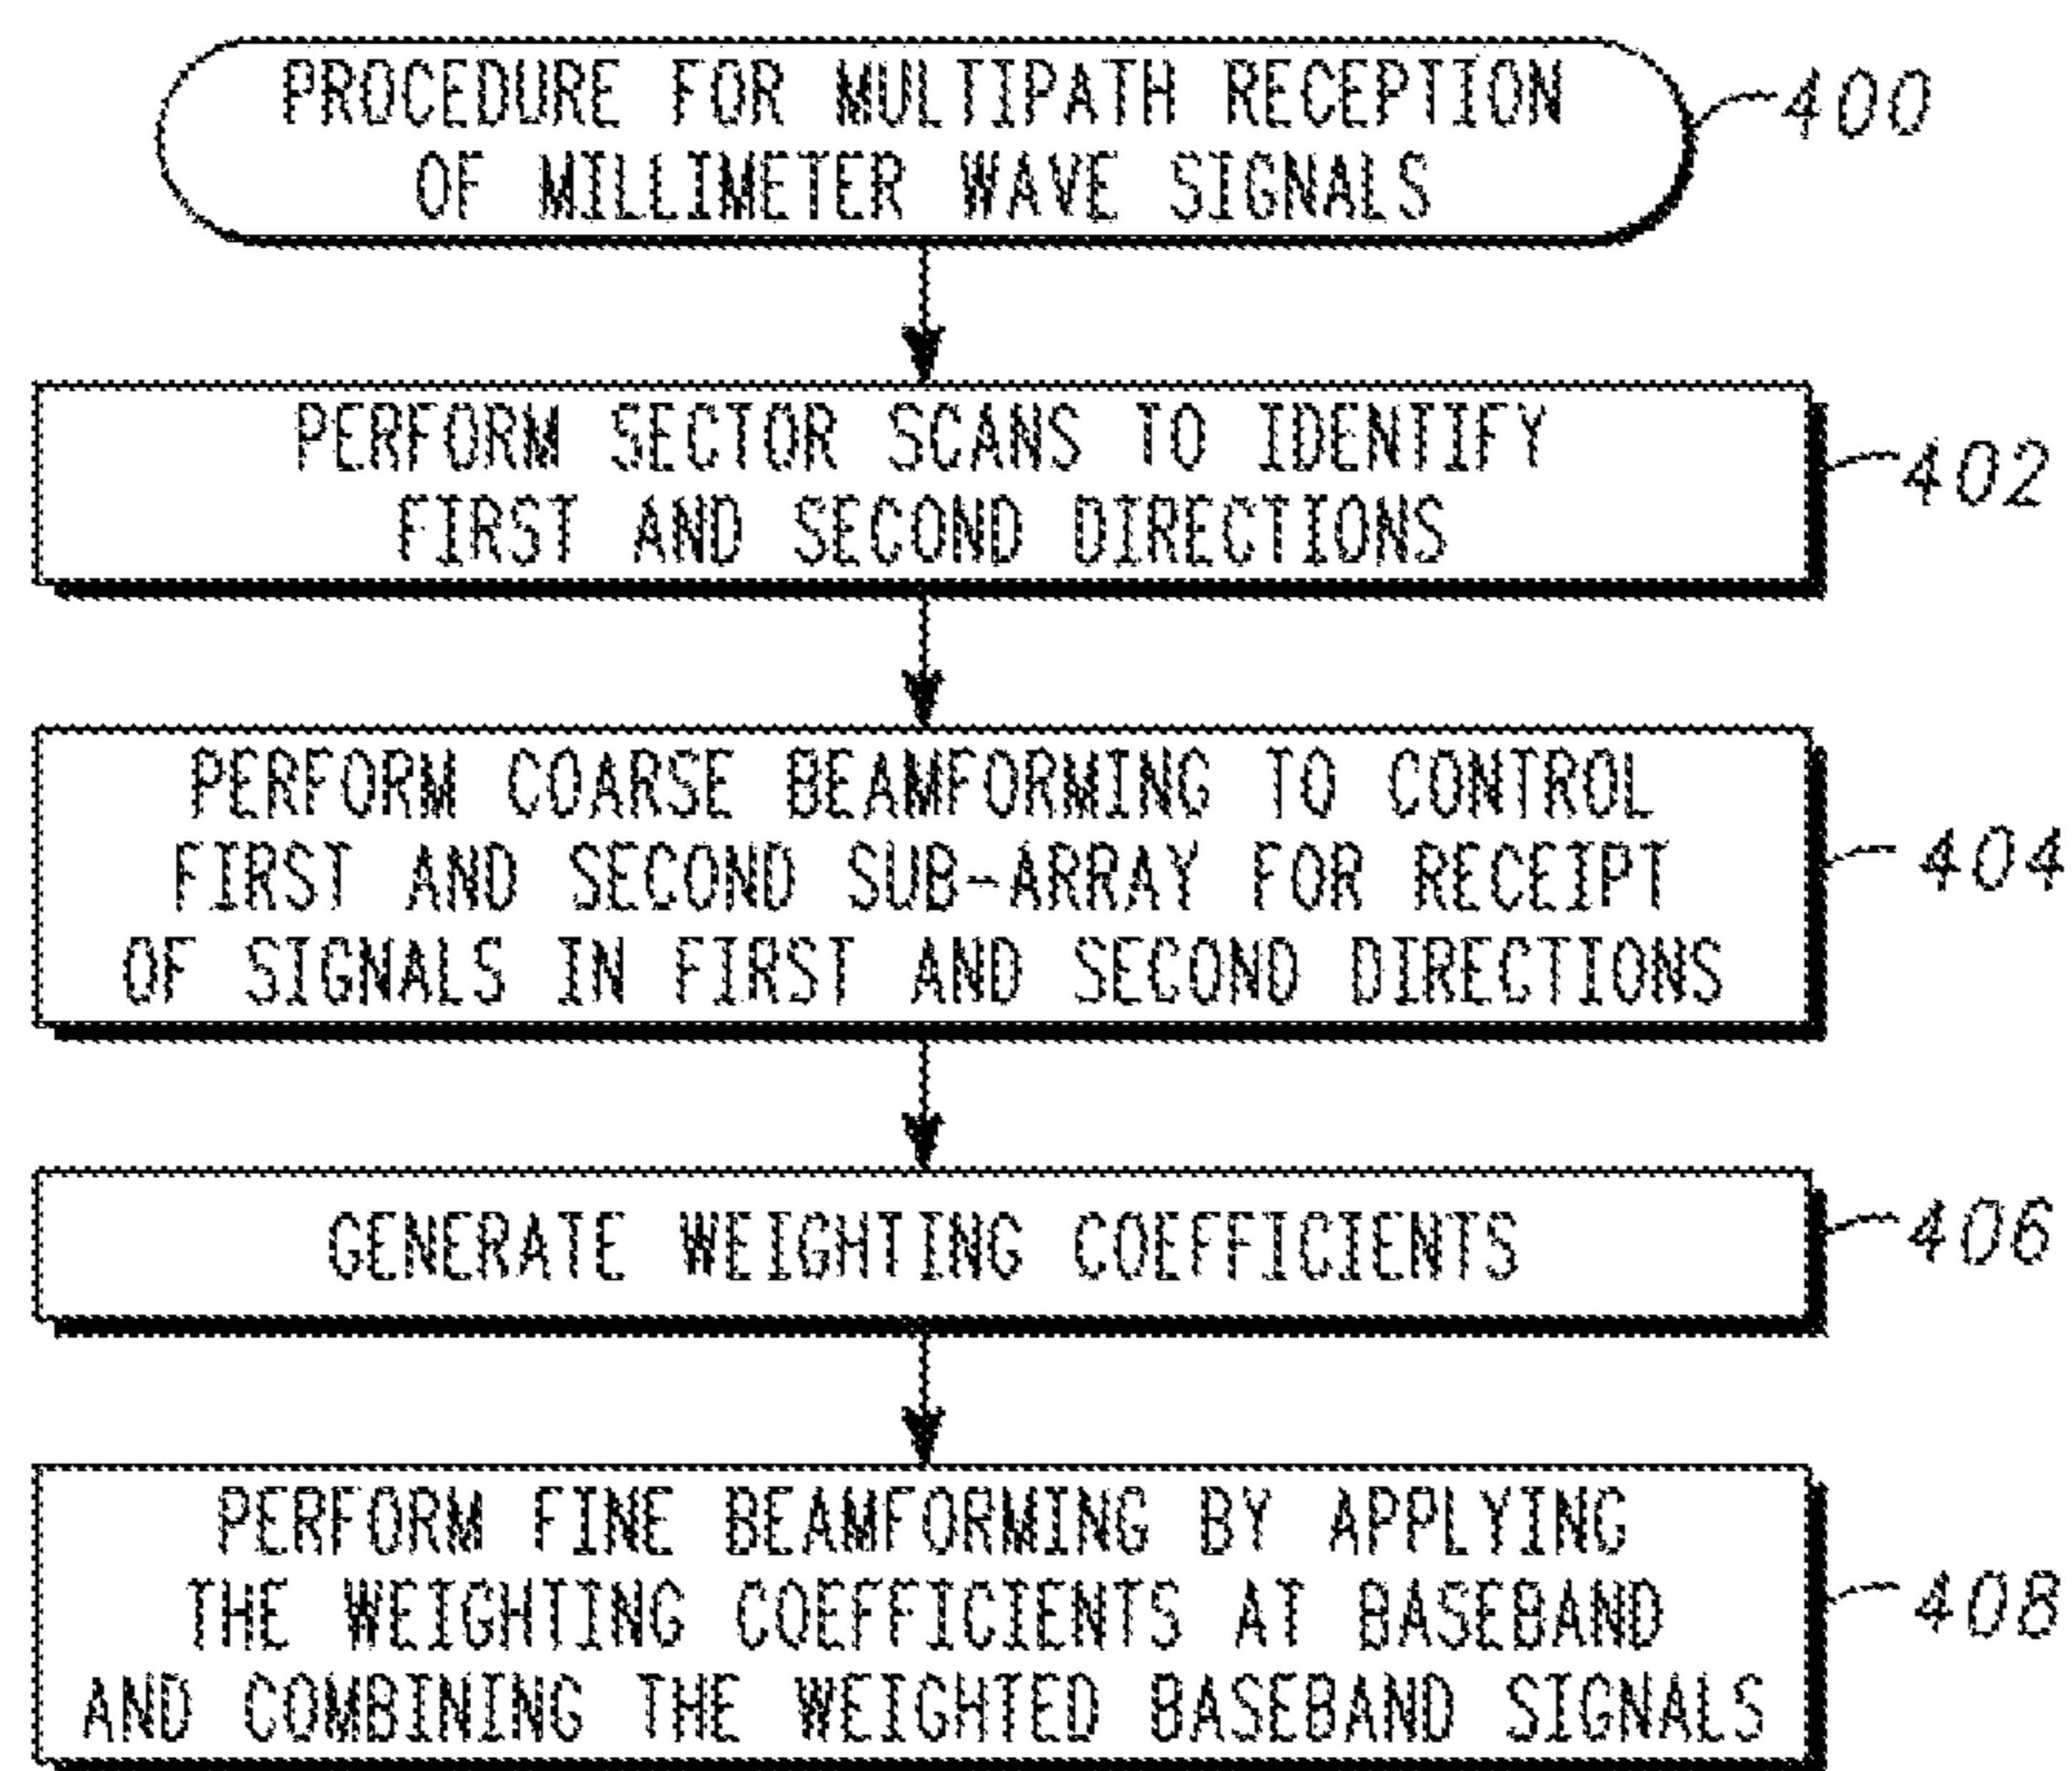 PROCEDURE FOR MULTIPATH RECEPTION
OF MILLIMETER WAVE SIGNALS
400
PERFORM SECTOR SCANS TO IDENTIFY
FIRST AND SECOND DIRECTIONS
402
PERFORM COARSE BEAMFORMING TO CONTROL
FIRST AND SECOND SUB-ARRAY FOR RECEIPT
OF SIGNALS IN FIRST AND SECOND DIRECTIONS
404
GENERATE WEIGHTING COEFFICIENTS
406
PERFORM FINE BEAMFORMING BY APPLYING
THE WEIGHTING COEFFICIENTS AT BASEBAND
AND COMBINING THE WEIGHTED BASEBAND SIGNALS
408